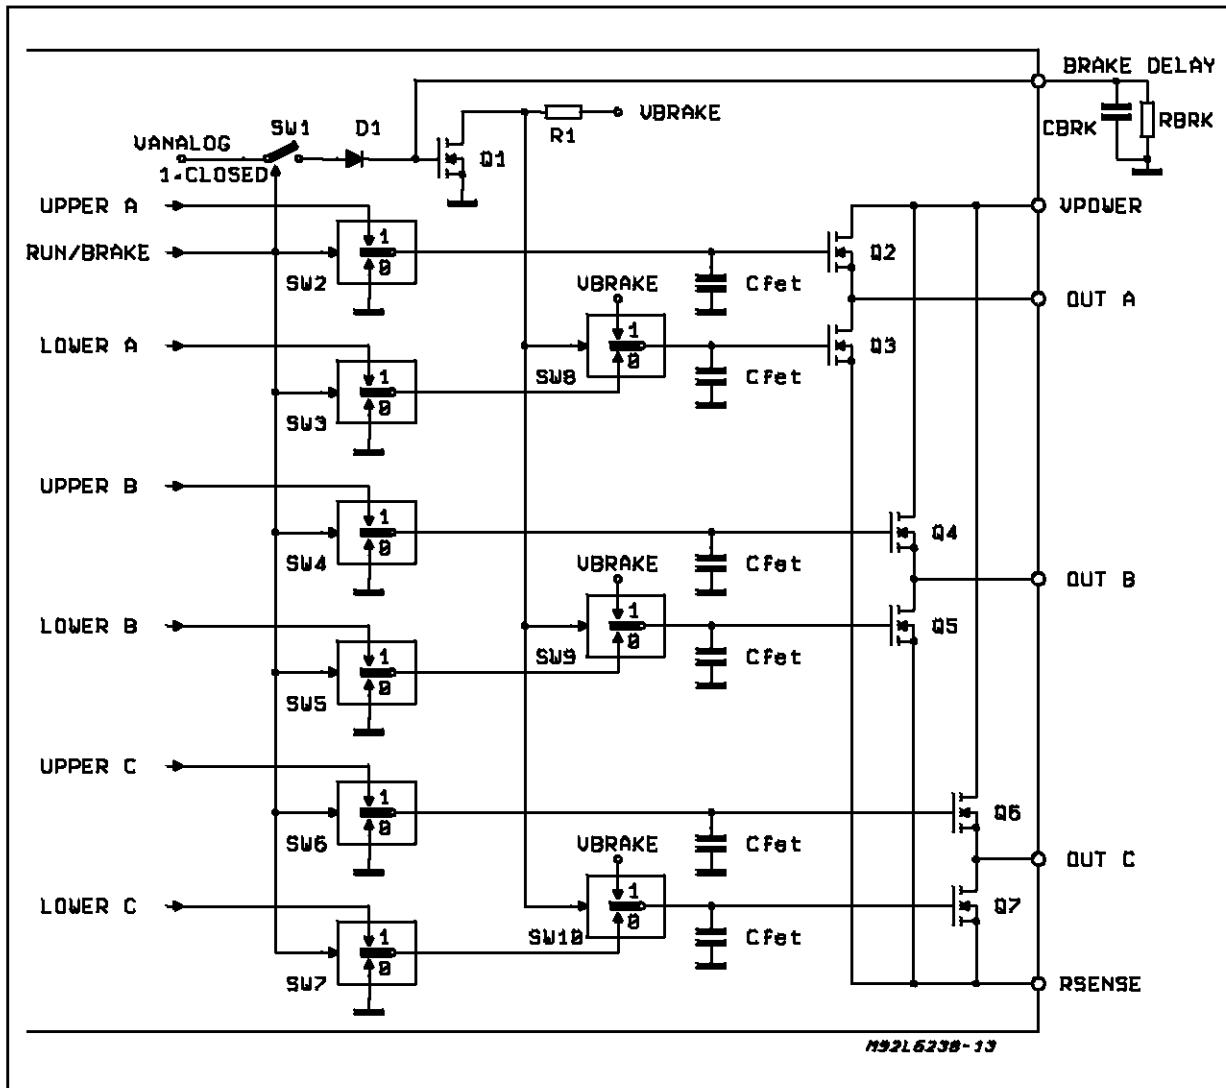 BRAKE DELAY
SW1
D1
VBRAKE
CBRK
RBRK
R1
VANALOG
Q1
1=CLOSED
UPPER A
VPOWER
1
RUN/BRAKE
Q2
0
SW2
VBRAKE
Cfet
OUT A
1
LOWER A
Q3
0
1
SW8
Cfet
0
SW3
UPPER B
1
Q4
0
SW4
VBRAKE
Cfet
OUT B
1
LOWER B
Q5
0
1
SW9
Cfet
0
SW5
UPPER C
1
Q6
0
SW6
VBRAKE
Cfet
OUT C
1
LOWER C
Q7
0
1
SW10
Cfet
0
SW7
RSENSE
M92L6238-13